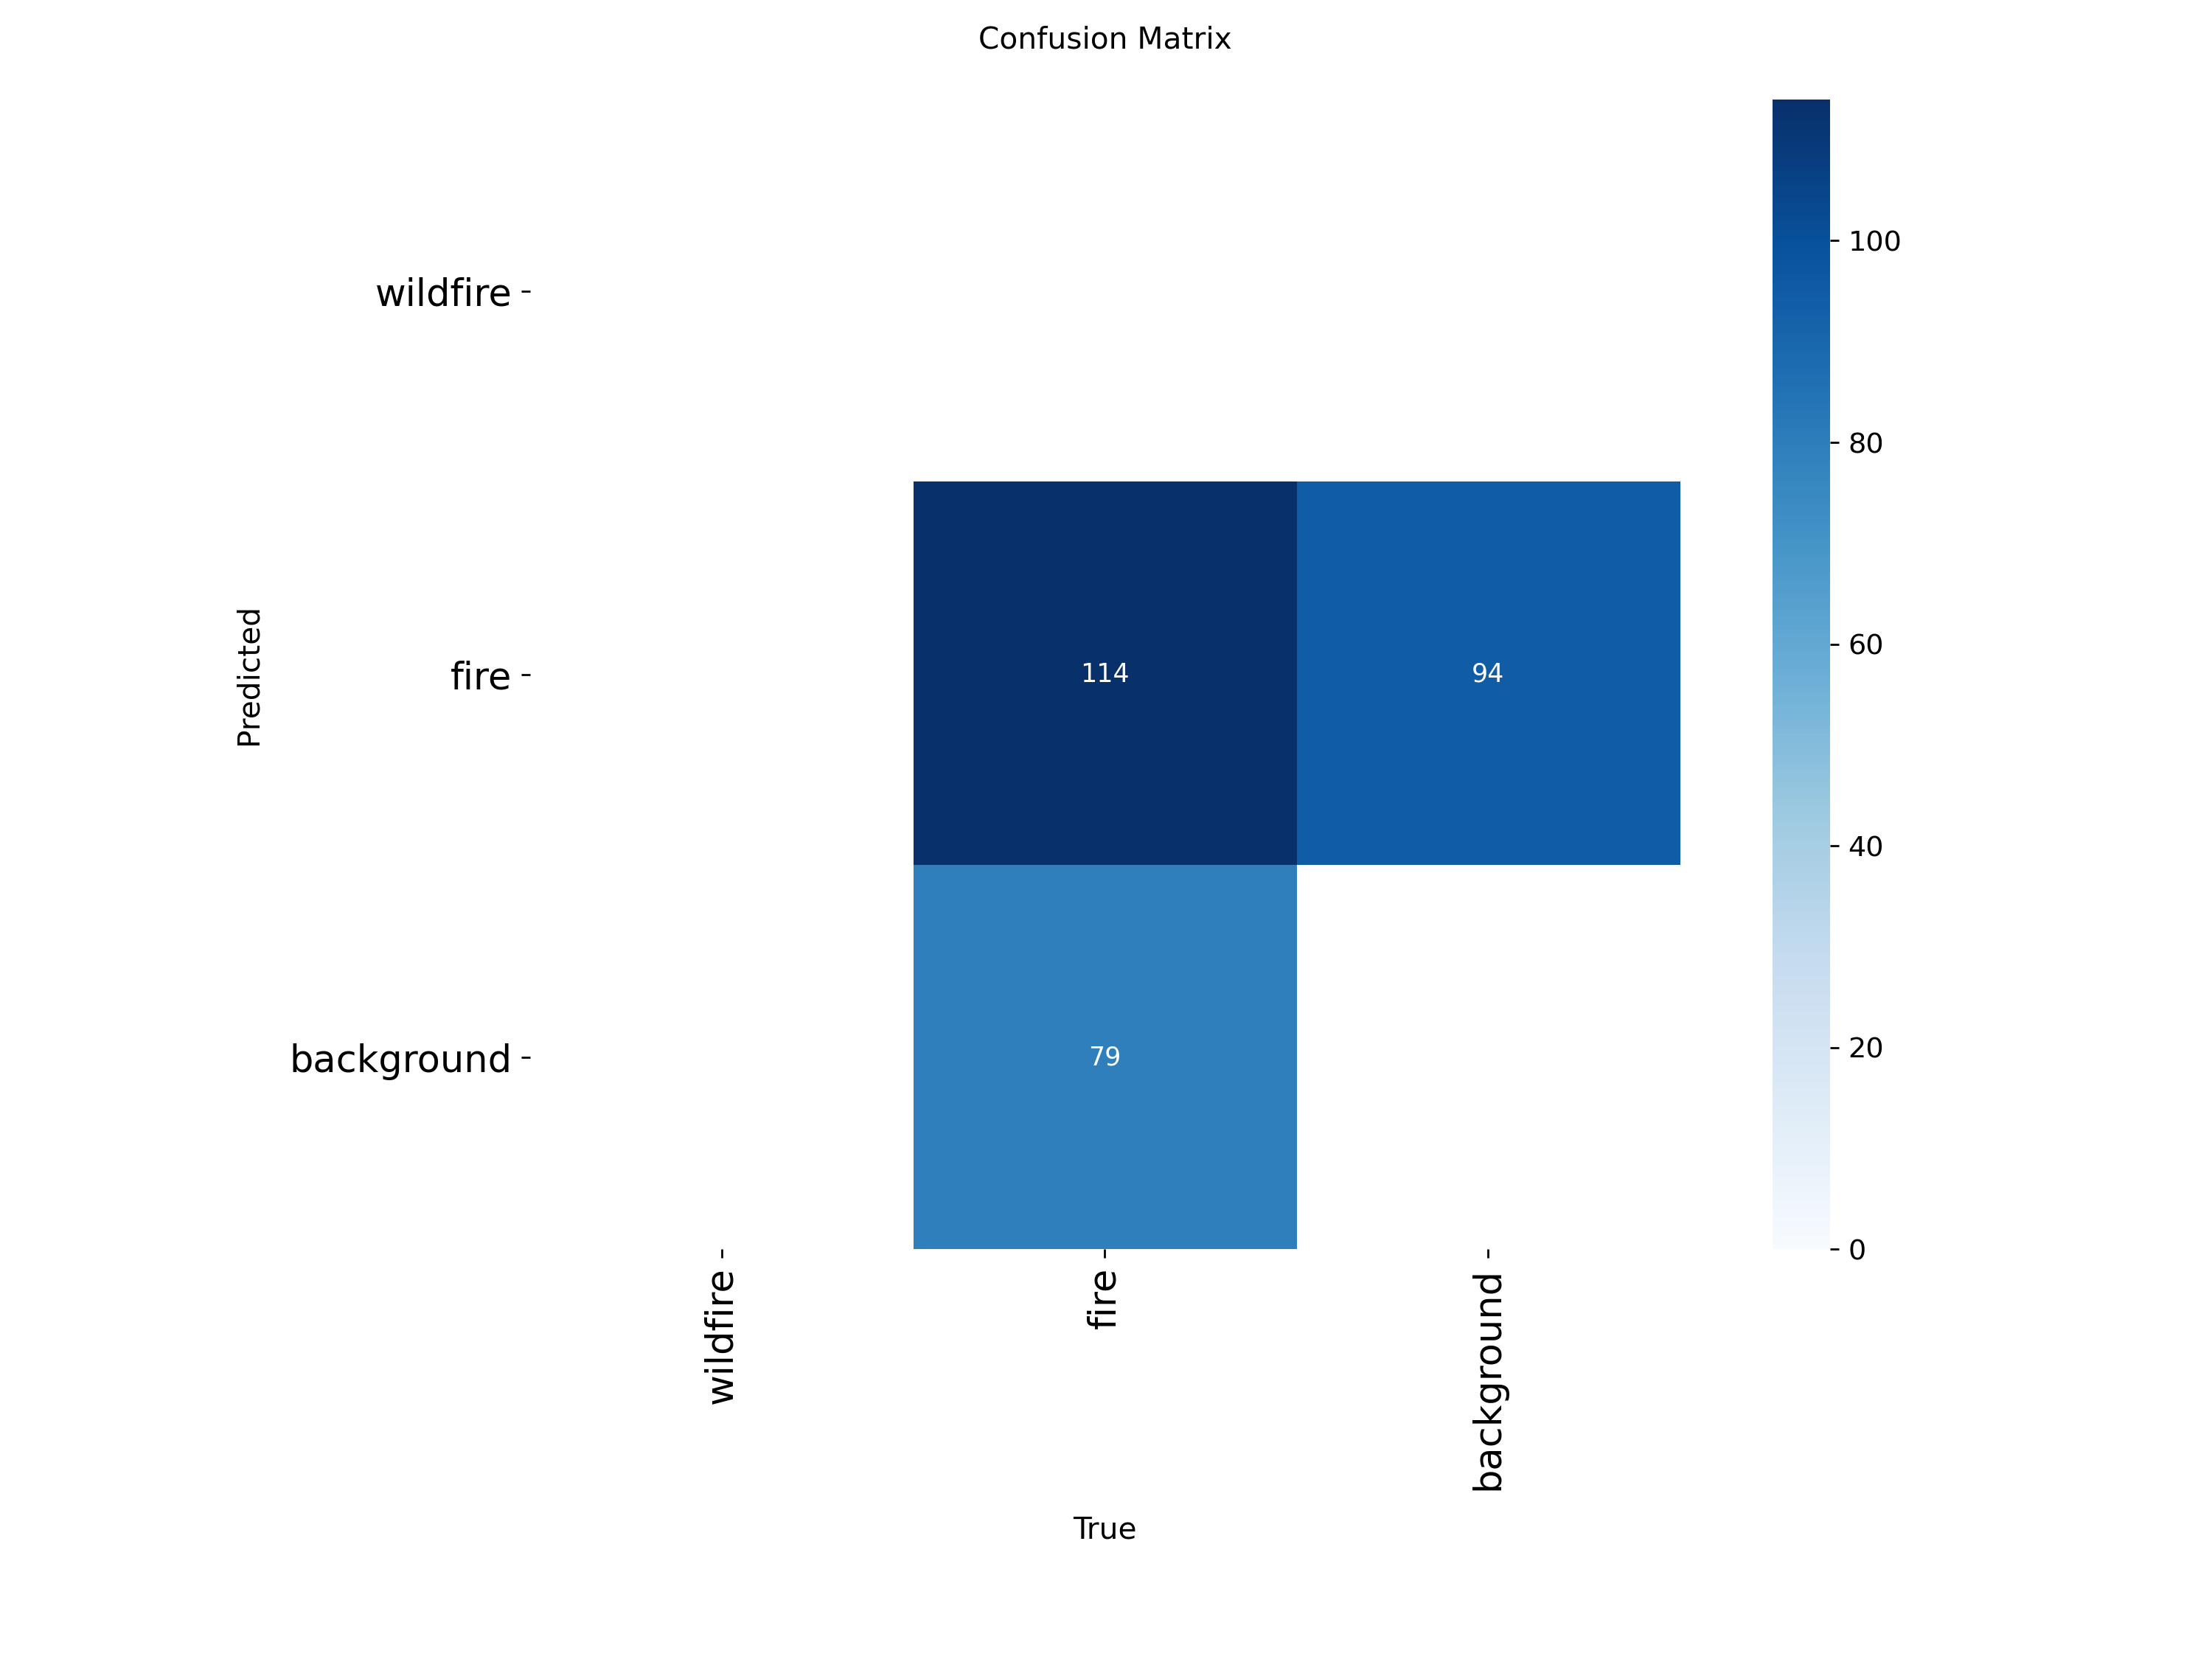 Confusion Matrix
wildfire
fire
background
Predicted
114
94
79
wildfire
fire
background
True
100
80
60
40
20
0